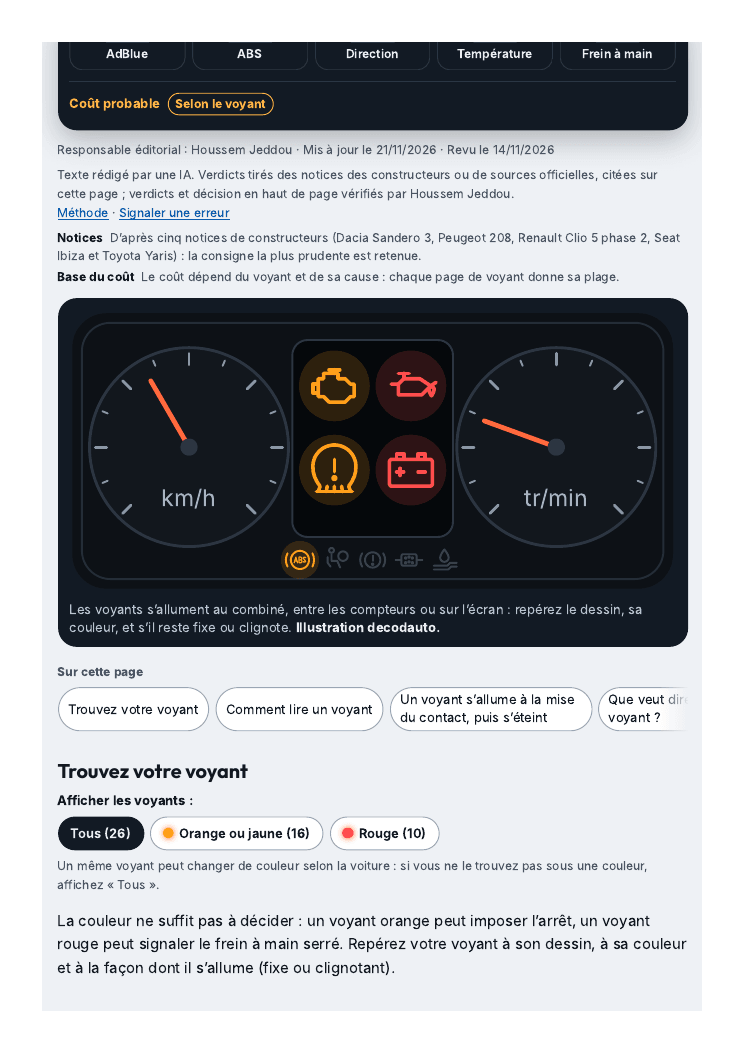 AdBlue
ABS
Direction
Température
Frein à main
Coût probable Selon le voyant
Responsable éditorial : Houssem Jeddou · Mis à jour le 21/11/2026 · Revu le 14/11/2026
Texte rédigé par une IA. Verdicts tirés des notices des constructeurs ou de sources officielles, citées sur
cette page ; verdicts et décision en haut de page vérifiés par Houssem Jeddou.
Méthode · Signaler une erreur
Notices D’après cinq notices de constructeurs (Dacia Sandero 3, Peugeot 208, Renault Clio 5 phase 2, Seat
Ibiza et Toyota Yaris) : la consigne la plus prudente est retenue.
Base du coût Le coût dépend du voyant et de sa cause : chaque page de voyant donne sa plage.
km/h
tr/min
ABS
Les voyants s’allument au combiné, entre les compteurs ou sur l’écran : repérez le dessin, sa
couleur, et s’il reste fixe ou clignote. Illustration decodauto.
Sur cette page
Trouvez votre voyant
Comment lire un voyant
Un voyant s’allume à la mise
du contact, puis s’éteint
Que veut dire
voyant ?
Trouvez votre voyant
Afficher les voyants :
Tous (26)
Orange ou jaune (16)
Rouge (10)
Un même voyant peut changer de couleur selon la voiture : si vous ne le trouvez pas sous une couleur,
affichez « Tous ».
La couleur ne suffit pas à décider : un voyant orange peut imposer l’arrêt, un voyant
rouge peut signaler le frein à main serré. Repérez votre voyant à son dessin, à sa couleur
et à la façon dont il s’allume (fixe ou clignotant).